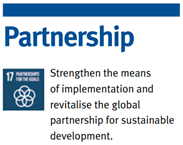 Partnership
17 PARTNERSHIPS
FOR THE GOALS
Strengthen the means
of implementation and
revitalise the global
partnership for sustainable
development.